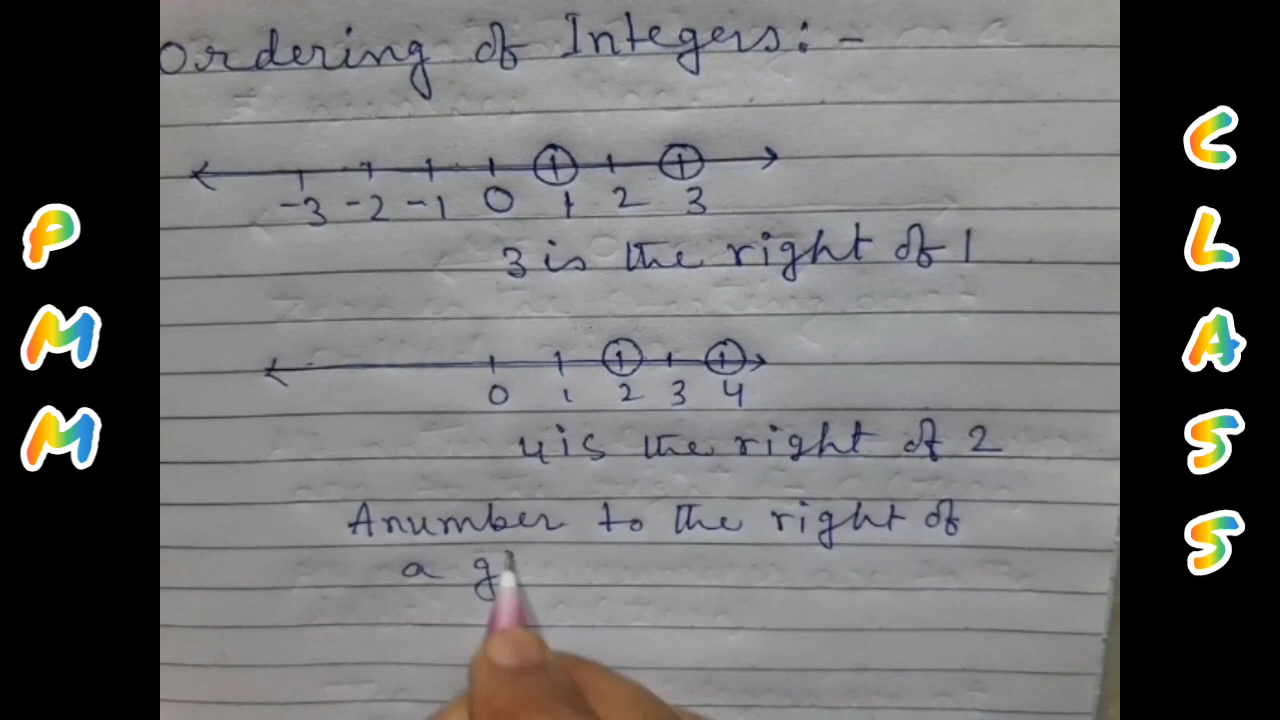 Ordering of Integers:-
-3 -2 -1 0 1 2 3
3 is the right of 1
0 1 2 3 4
4 is the right of 2
A number to the right of
a g
PMM
CLASS